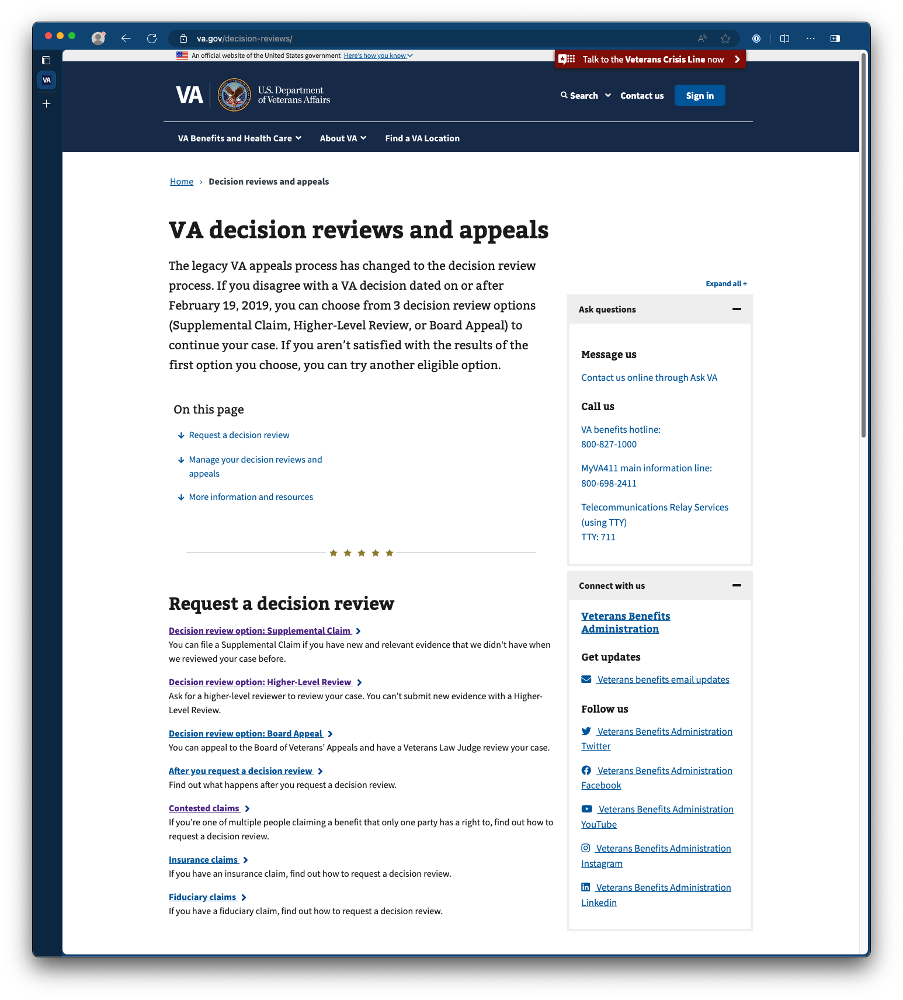 va.gov/decision-reviews/
An official website of the United States government Here's how you know
Talk to the Veterans Crisis Line now
VA
VA
U.S. Department
of Veterans Affairs
Search
Contact us
Sign in
VA Benefits and Health Care
About VA
Find a VA Location
Home › Decision reviews and appeals
VA decision reviews and appeals
The legacy VA appeals process has changed to the decision review
process. If you disagree with a VA decision dated on or after
February 19, 2019, you can choose from 3 decision review options
(Supplemental Claim, Higher-Level Review, or Board Appeal) to
continue your case. If you aren’t satisfied with the results of the
first option you choose, you can try another eligible option.
On this page
Request a decision review
Manage your decision reviews and
appeals
More information and resources
Request a decision review
Decision review option: Supplemental Claim
You can file a Supplemental Claim if you have new and relevant evidence that we didn't have when
we reviewed your case before.
Decision review option: Higher-Level Review
Ask for a higher-level reviewer to review your case. You can’t submit new evidence with a Higher-
Level Review.
Decision review option: Board Appeal
You can appeal to the Board of Veterans’ Appeals and have a Veterans Law Judge review your case.
After you request a decision review
Find out what happens after you request a decision review.
Contested claims
If you’re one of multiple people claiming a benefit that only one party has a right to, find out how to
request a decision review.
Insurance claims
If you have an insurance claim, find out how to request a decision review.
Fiduciary claims
If you have a fiduciary claim, find out how to request a decision review.
Expand all +
Ask questions
Message us
Contact us online through Ask VA
Call us
VA benefits hotline:
800-827-1000
MyVA411 main information line:
800-698-2411
Telecommunications Relay Services
(using TTY)
TTY: 711
Connect with us
Veterans Benefits
Administration
Get updates
Veterans benefits email updates
Follow us
Veterans Benefits Administration
Twitter
Veterans Benefits Administration
Facebook
Veterans Benefits Administration
YouTube
Veterans Benefits Administration
Instagram
Veterans Benefits Administration
Linkedin